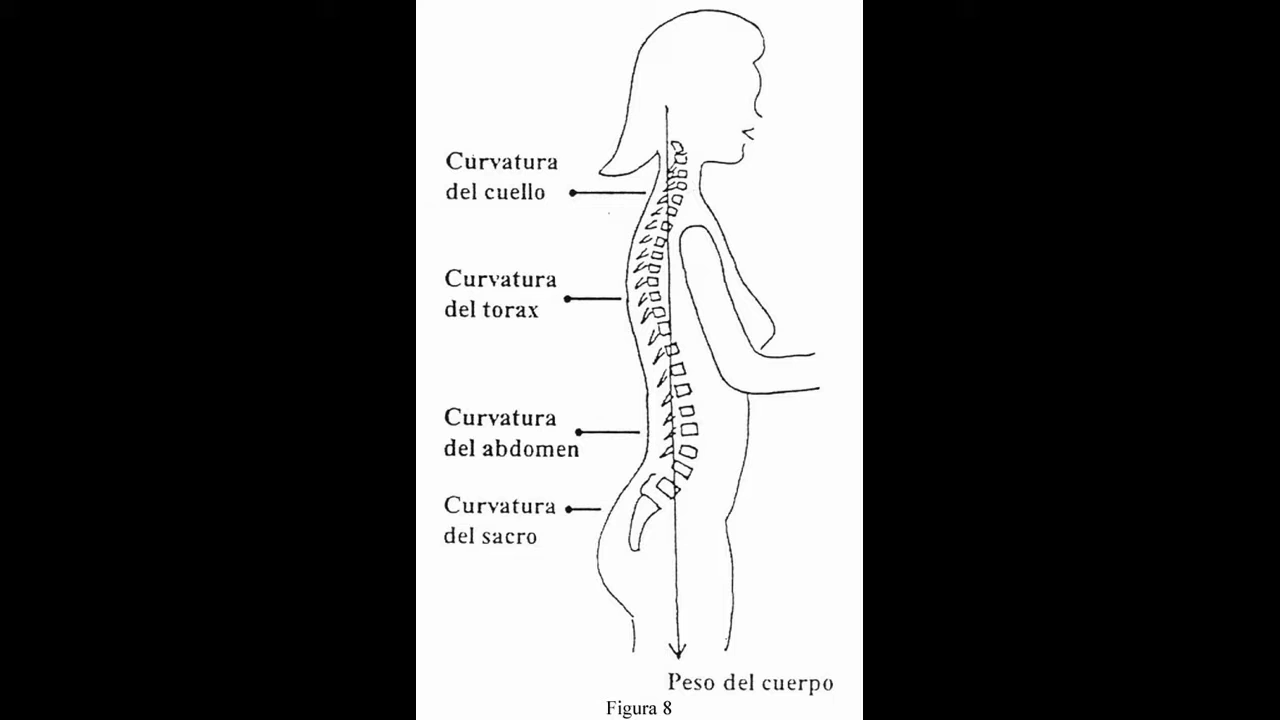 Curvatura
del cuello
Curvatura
del torax
Curvatura
del abdomen
Curvatura
del sacro
Peso del cuerpo
Figura 8